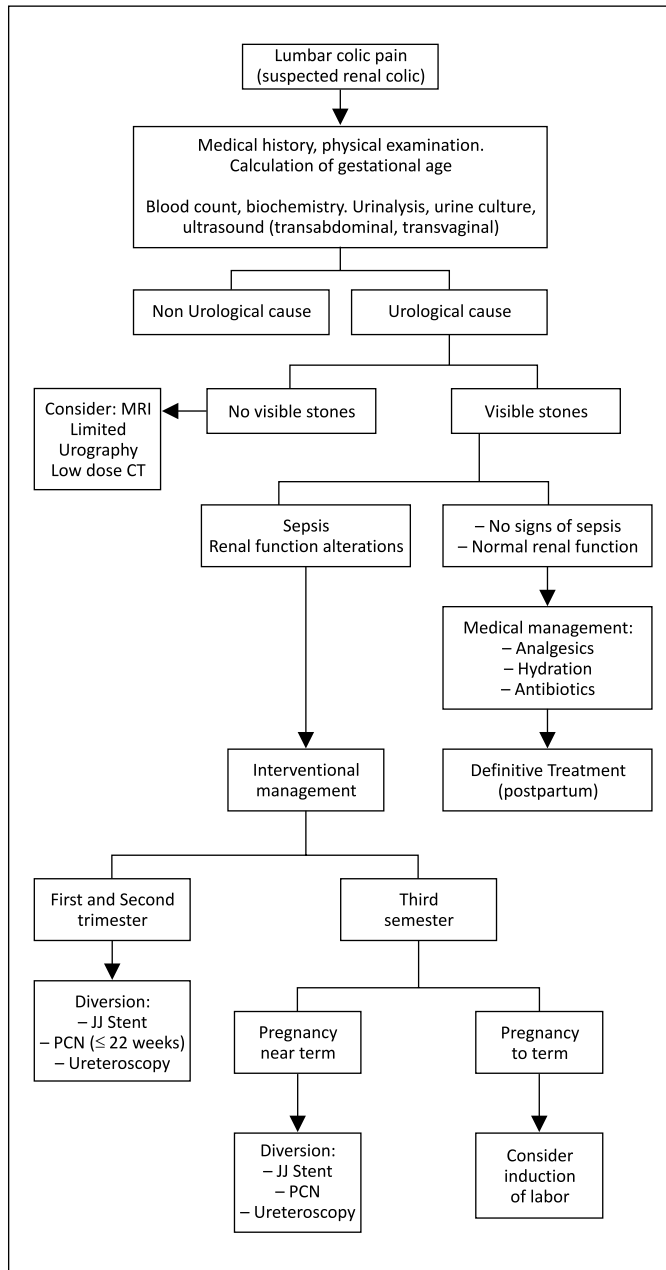 Lumbar colic pain
(suspected renal colic)
Medical history, physical examination.
Calculation of gestational age
Blood count, biochemistry. Urinalysis, urine culture,
ultrasound (transabdominal, transvaginal)
Non Urological cause
Urological cause
Consider: MRI
Limited
Urography
Low dose CT
No visible stones
Visible stones
Sepsis
Renal function alterations
– No signs of sepsis
– Normal renal function
Medical management:
– Analgesics
– Hydration
– Antibiotics
Interventional
management
Definitive Treatment
(postpartum)
First and Second
trimester
Third
semester
Diversion:
– JJ Stent
– PCN (≤ 22 weeks)
– Ureteroscopy
Pregnancy
near term
Pregnancy
to term
Diversion:
– JJ Stent
– PCN
– Ureteroscopy
Consider
induction
of labor